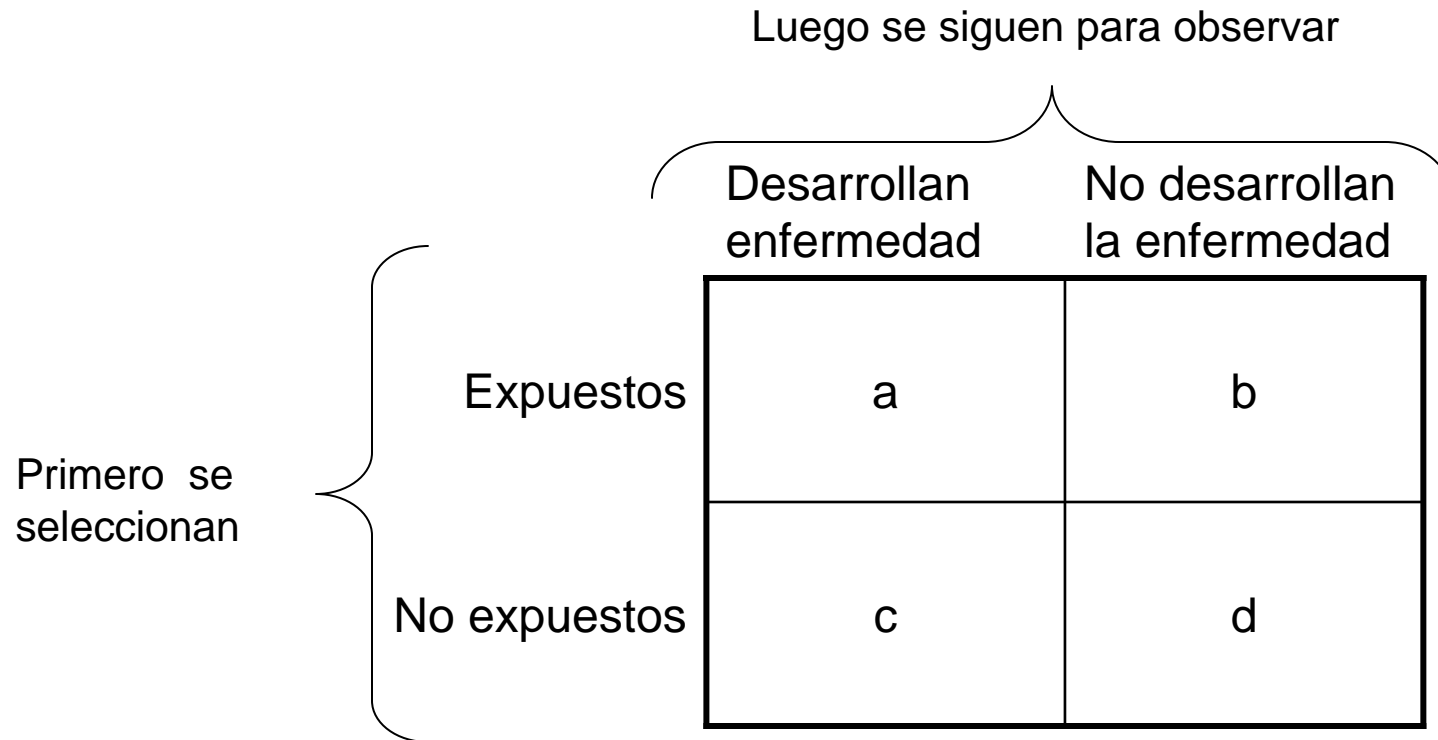 Luego se siguen para observar
Desarrollan
enfermedad
No desarrollan
la enfermedad
Expuestos
a
b
Primero se
seleccionan
No expuestos
c
d